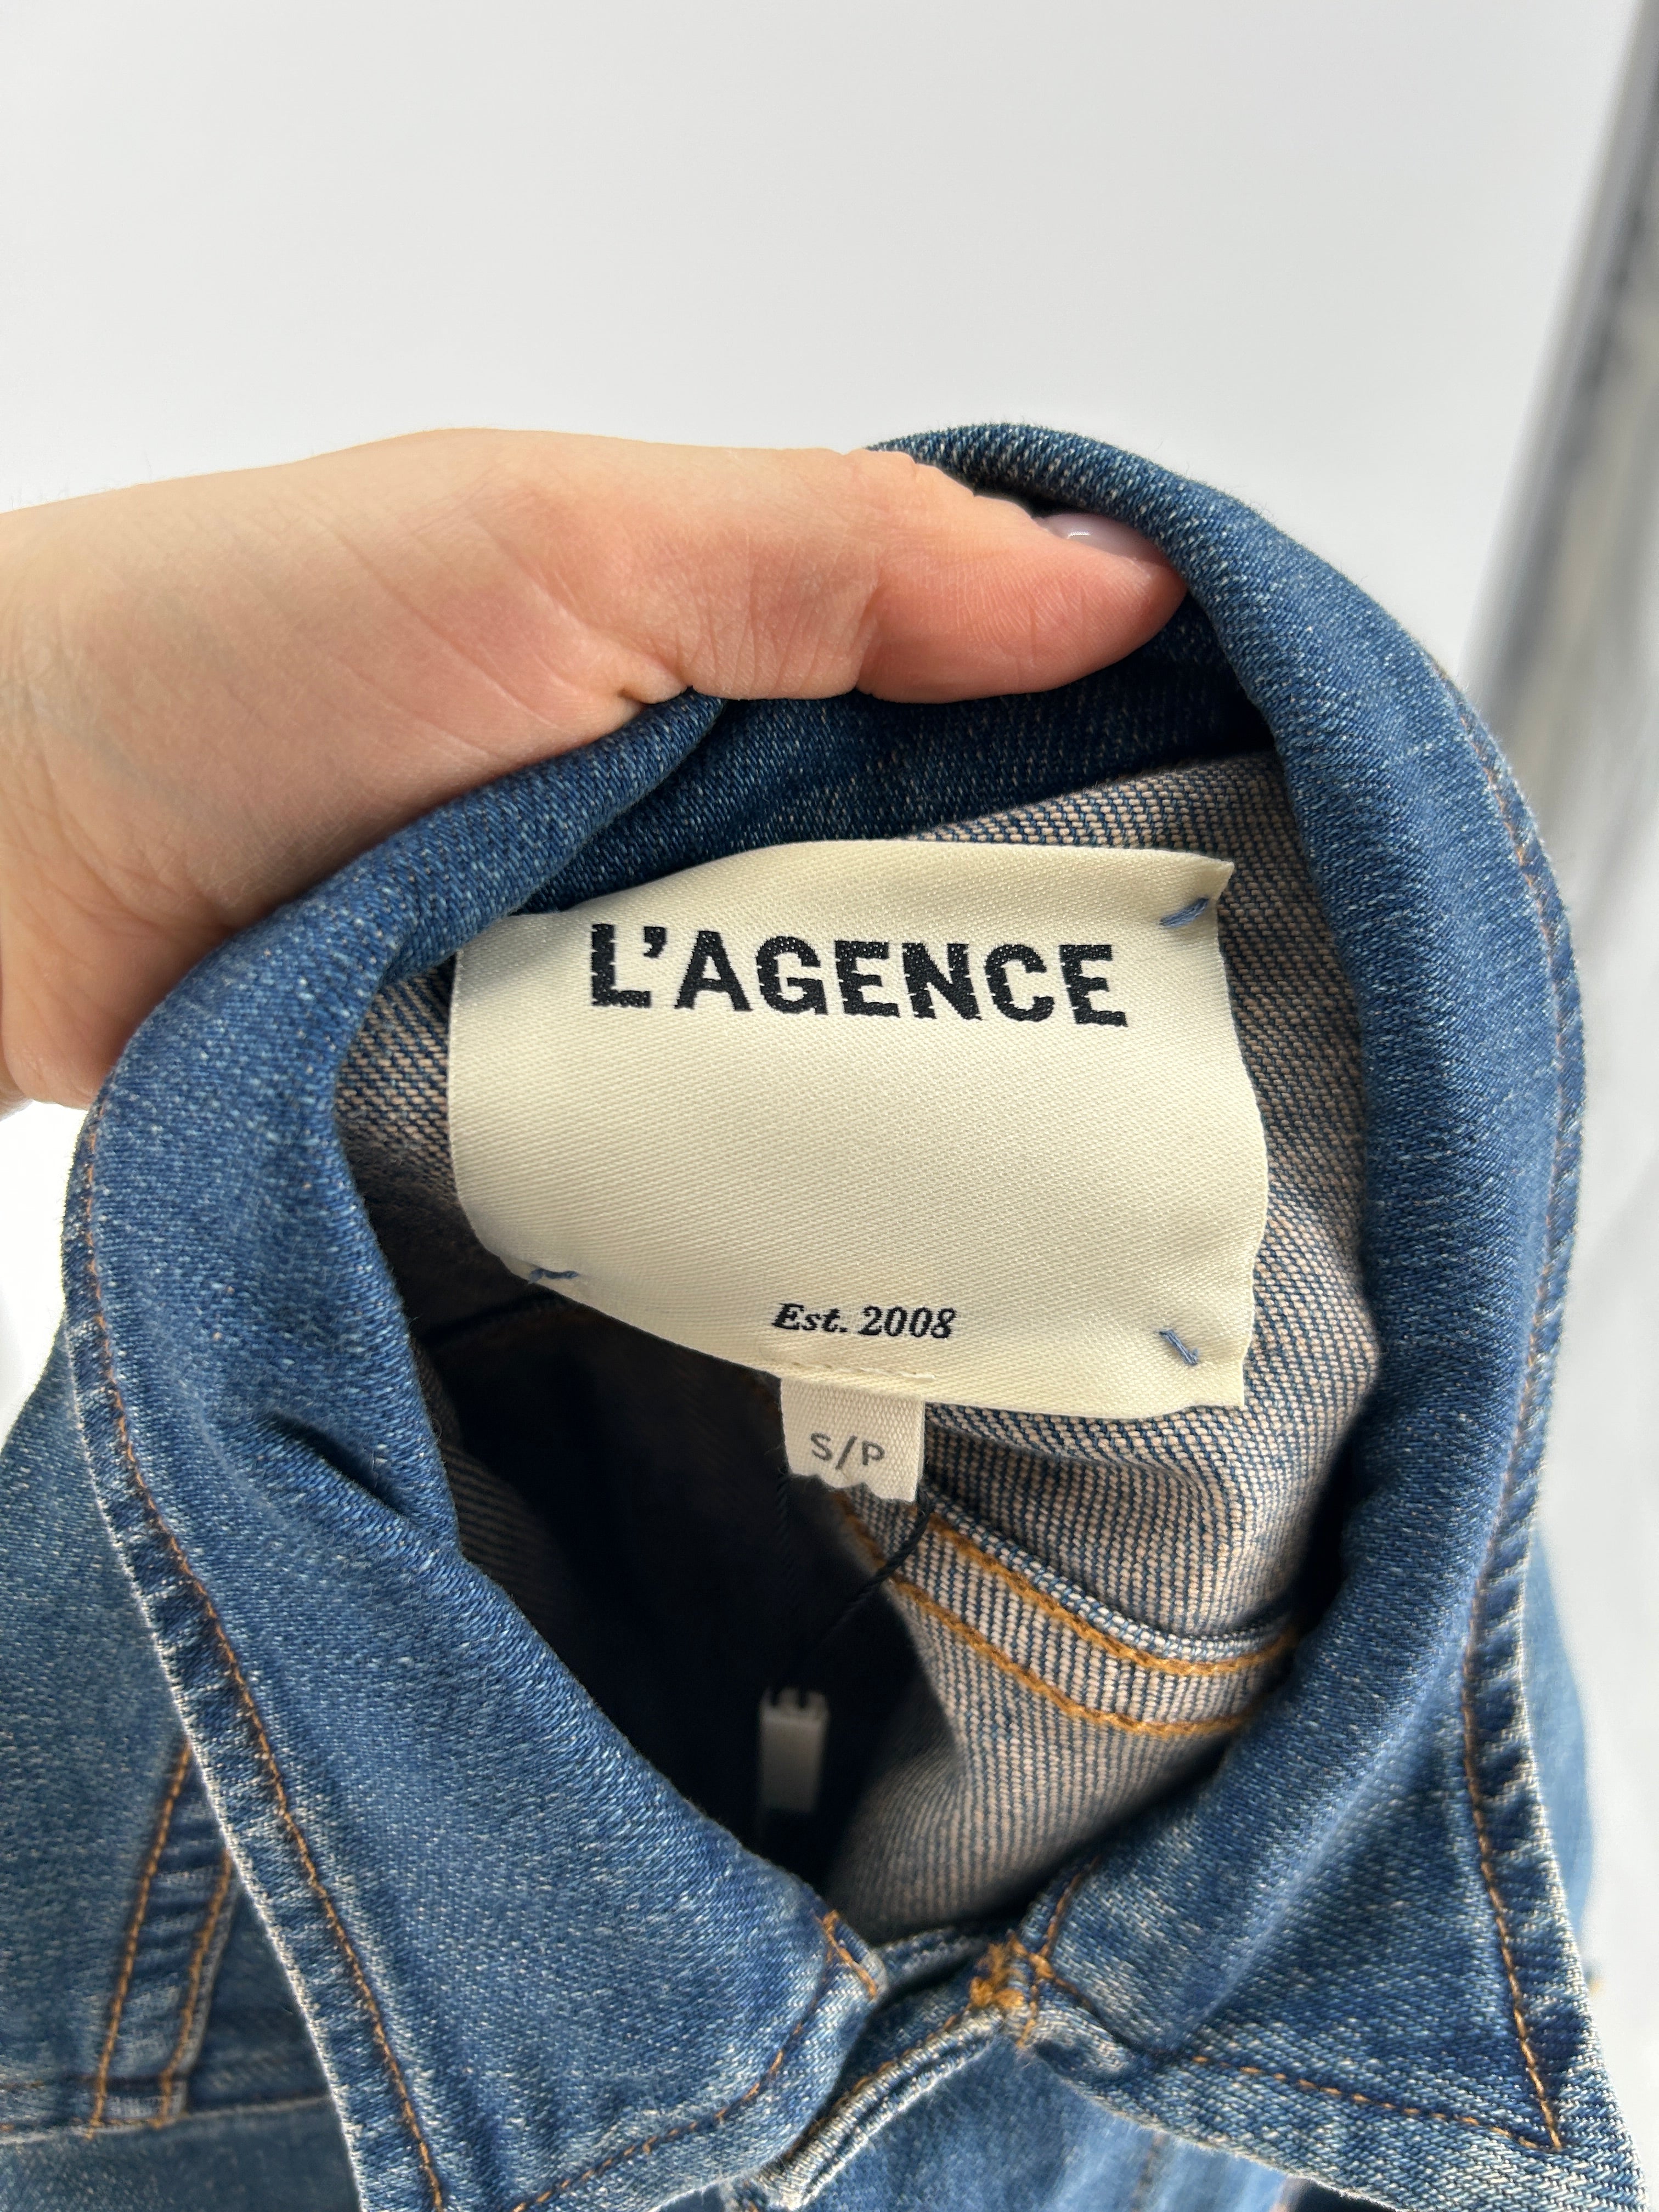 L'AGENCE
Est. 2008
S/P